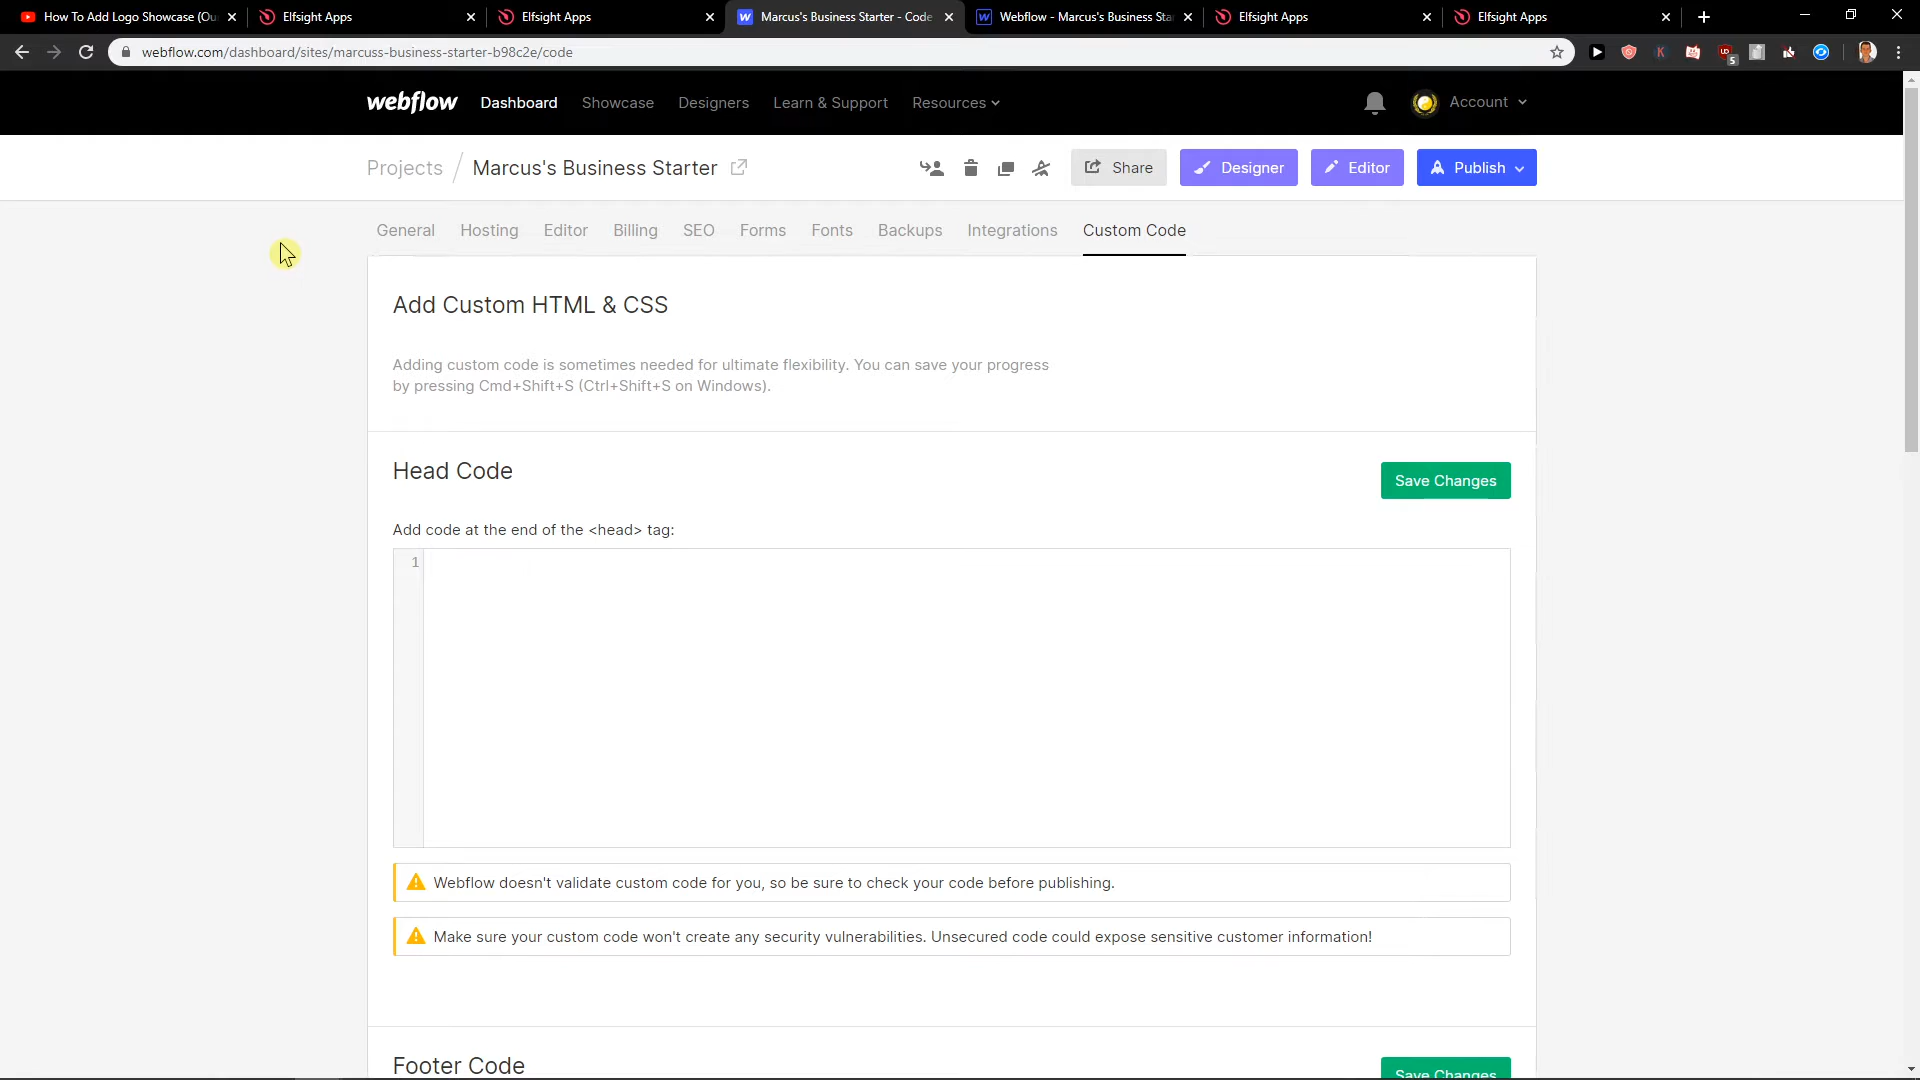 How To Add Logo Showcase (Ou
Elfsight Apps
Elfsight Apps
Marcus's Business Starter - Code
Webflow - Marcus's Business Sta
Elfsight Apps
Elfsight Apps
webflow.com/dashboard/sites/marcuss-business-starter-b98c2e/code
5
webflow
Dashboard
Showcase
Designers
Learn & Support
Resources
Account
Projects / Marcus's Business Starter
Share
Designer
Editor
Publish
General
Hosting
Editor
Billing
SEO
Forms
Fonts
Backups
Integrations
Custom Code
Add Custom HTML & CSS
Adding custom code is sometimes needed for ultimate flexibility. You can save your progress
by pressing Cmd+Shift+S (Ctrl+Shift+S on Windows).
Head Code
Save Changes
Add code at the end of the <head> tag:
1
Webflow doesn't validate custom code for you, so be sure to check your code before publishing.
Make sure your custom code won't create any security vulnerabilities. Unsecured code could expose sensitive customer information!
Footer Code
Save Changes